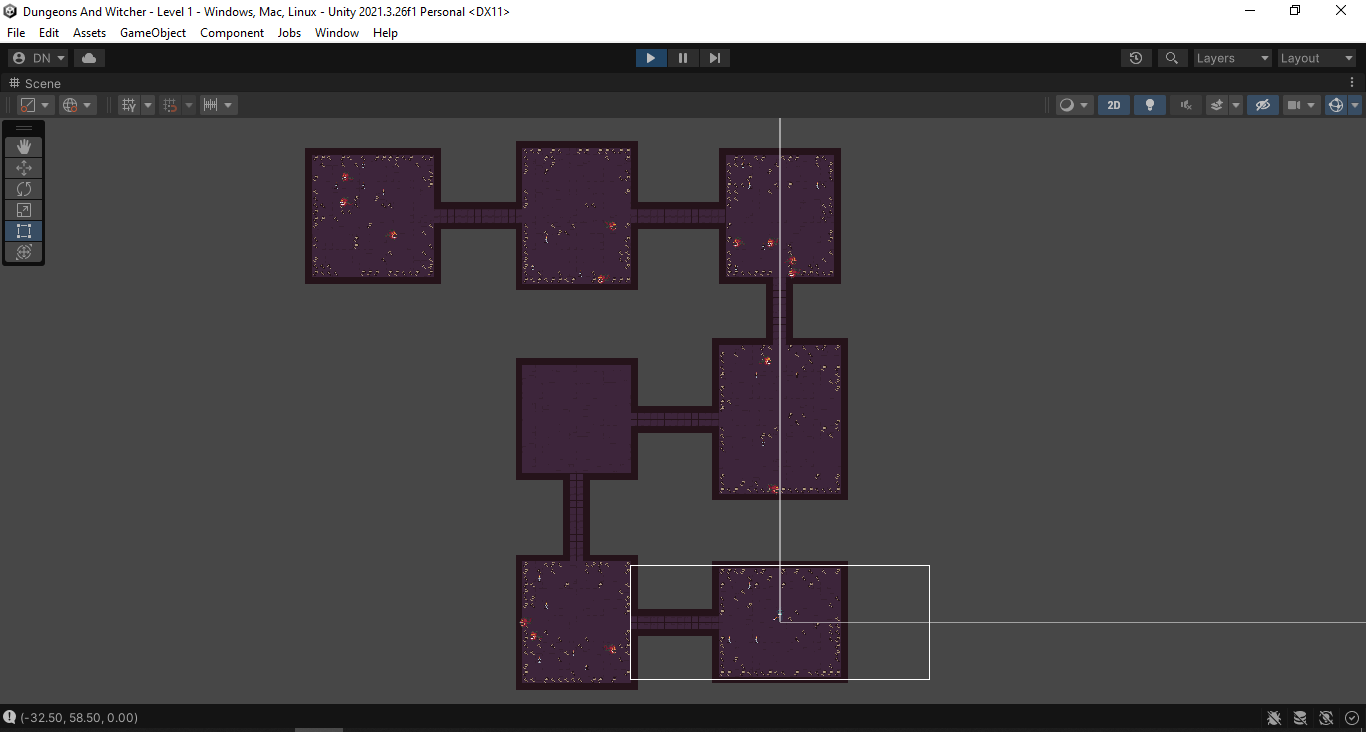 Dungeons And Witcher - Level 1 - Windows, Mac, Linux - Unity 2021.3.26f1 Personal <DX11>
File Edit Assets GameObject Component Jobs Window Help
DN Layers Layout
Scene
2D
(-32.50, 58.50, 0.00)